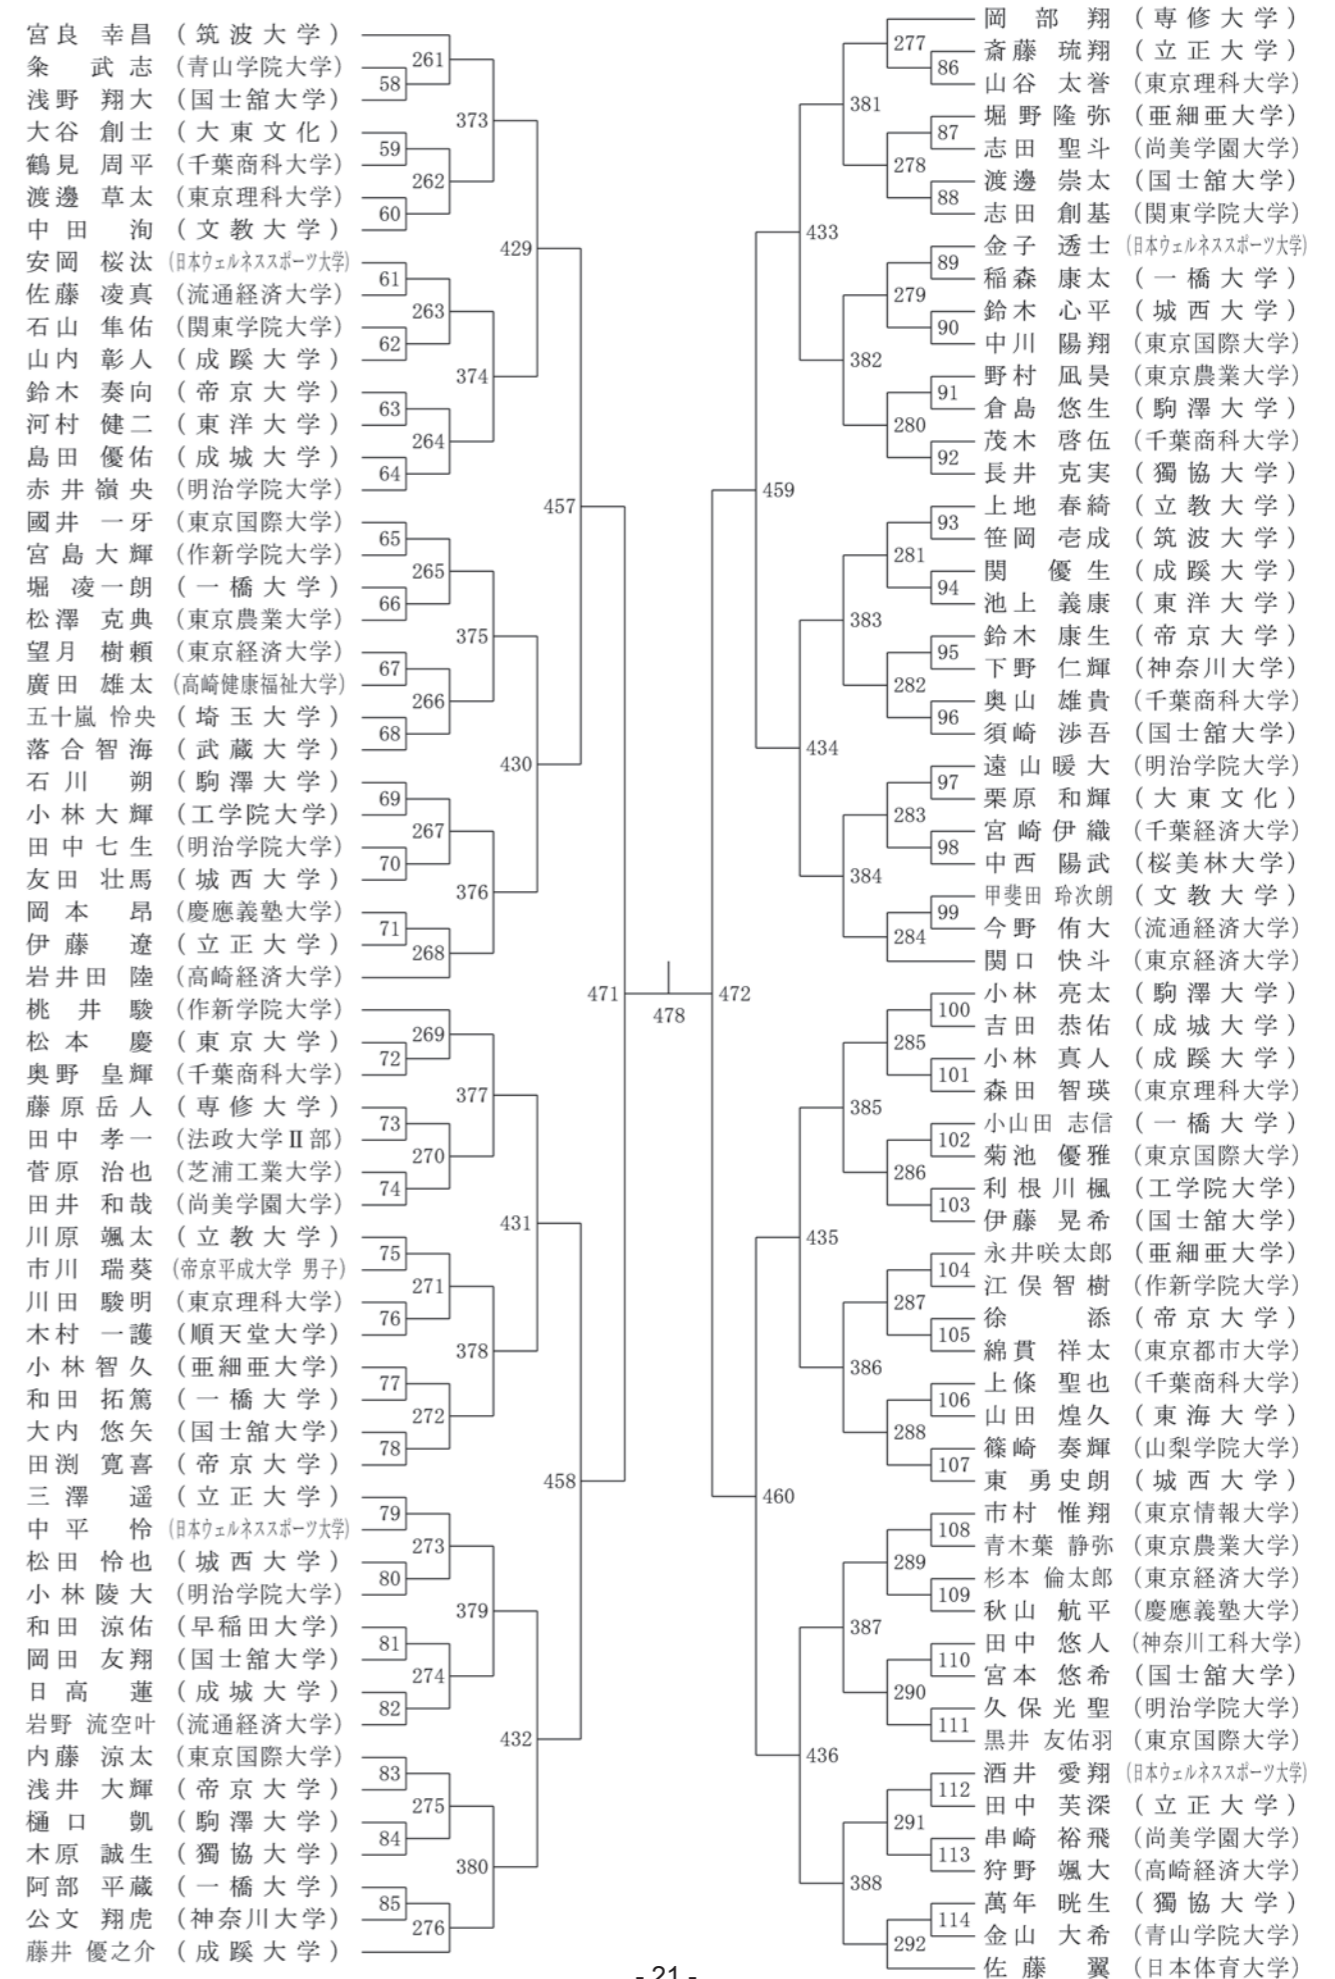 宮良 幸昌 (筑波大学)
粂 武志 (青山学院大学)
浅野 翔大 (国士舘大学)
大谷 創士 (大東文化)
鶴見 周平 (千葉商科大学)
渡邊 草太 (東京理科大学)
中田 洵 (文教大学)
安岡 桜汰 (日本ウェルネススポーツ大学)
佐藤 凌真 (流通経済大学)
石山 隼佑 (関東学院大学)
山内 彰人 (成蹊大学)
鈴木 奏向 (帝京大学)
河村 健二 (東洋大学)
島田 優佑 (成城大学)
赤井 嶺央 (明治学院大学)
國井 一牙 (東京国際大学)
宮島 大輝 (作新学院大学)
堀 凌一朗 (一橋大学)
松澤 克典 (東京農業大学)
望月 樹頼 (東京経済大学)
廣田 雄太 (高崎健康福祉大学)
五十嵐 怜央 (埼玉大学)
落合 智海 (武蔵大学)
石川 朔 (駒澤大学)
小林 大輝 (工学院大学)
田中 七生 (明治学院大学)
友田 壮馬 (城西大学)
岡本 昂 (慶應義塾大学)
伊藤 遼 (立正大学)
岩井田 陸 (高崎経済大学)
桃井 駿 (作新学院大学)
松本 慶 (東京大学)
奥野 皇輝 (千葉商科大学)
藤原 岳人 (専修大学)
田中 孝一 (法政大学Ⅱ部)
菅原 治也 (芝浦工業大学)
田井 和哉 (尚美学園大学)
川原 颯太 (立教大学)
市川 瑞葵 (帝京平成大学 男子)
川田 駿明 (東京理科大学)
木村 一護 (順天堂大学)
小林 智久 (亜細亜大学)
和田 拓篤 (一橋大学)
大内 悠矢 (国士舘大学)
田渕 寛喜 (帝京大学)
三澤 遥 (立正大学)
中平 怜 (日本ウェルネススポーツ大学)
松田 怜也 (城西大学)
小林 陵大 (明治学院大学)
和田 涼佑 (早稲田大学)
岡田 友翔 (国士舘大学)
日高 蓮 (成城大学)
岩野 流空叶 (流通経済大学)
内藤 涼太 (東京国際大学)
浅井 大輝 (帝京大学)
樋口 凱 (駒澤大学)
木原 誠生 (獨協大学)
阿部 平蔵 (一橋大学)
公文 翔虎 (神奈川大学)
藤井 優之介 (成蹊大学)
58
59
60
61
62
63
64
65
66
67
68
69
70
71
72
73
74
75
76
77
78
79
80
81
82
83
84
85
261
262
263
264
265
266
267
268
269
270
271
272
273
274
275
276
373
374
375
376
377
378
379
380
429
430
431
432
457
458
471
478
472
459
460
433
434
435
436
381
382
383
384
385
386
387
388
277
278
279
280
281
282
283
284
285
286
287
288
289
290
291
292
86
87
88
89
90
91
92
93
94
95
96
97
98
99
100
101
102
103
104
105
106
107
108
109
110
111
112
113
114
岡部 翔 (専修大学)
斎藤 琉翔 (立正大学)
山谷 太誉 (東京理科大学)
堀野 隆弥 (亜細亜大学)
志田 聖斗 (尚美学園大学)
渡邊 崇太 (国士舘大学)
志田 創基 (関東学院大学)
金子 透士 (日本ウェルネススポーツ大学)
稲森 康太 (一橋大学)
鈴木 心平 (城西大学)
中川 陽翔 (東京国際大学)
野村 凪昊 (東京農業大学)
倉島 悠生 (駒澤大学)
茂木 啓伍 (千葉商科大学)
長井 克実 (獨協大学)
上地 春綺 (立教大学)
笹岡 壱成 (筑波大学)
関 優生 (成蹊大学)
池上 義康 (東洋大学)
鈴木 康生 (帝京大学)
下野 仁輝 (神奈川大学)
奥山 雄貴 (千葉商科大学)
須崎 渉吾 (国士舘大学)
遠山 暖大 (明治学院大学)
栗原 和輝 (大東文化)
宮崎 伊織 (千葉経済大学)
中西 陽武 (桜美林大学)
甲斐田 玲次朗 (文教大学)
今野 侑大 (流通経済大学)
関口 快斗 (東京経済大学)
小林 亮太 (駒澤大学)
吉田 恭佑 (成城大学)
小林 真人 (成蹊大学)
森田 智瑛 (東京理科大学)
小山田 志信 (一橋大学)
菊池 優雅 (東京国際大学)
利根川 楓 (工学院大学)
伊藤 晃希 (国士舘大学)
永井 咲太郎 (亜細亜大学)
江俣 智樹 (作新学院大学)
徐 添 (帝京大学)
綿貫 祥太 (東京都市大学)
上條 聖也 (千葉商科大学)
山田 煌久 (東海大学)
篠崎 奏輝 (山梨学院大学)
東 勇史朗 (城西大学)
市村 惟翔 (東京情報大学)
青木葉 静弥 (東京農業大学)
杉本 倫太郎 (東京経済大学)
秋山 航平 (慶應義塾大学)
田中 悠人 (神奈川工科大学)
宮本 悠希 (国士舘大学)
久保 光聖 (明治学院大学)
黒井 友佑羽 (東京国際大学)
酒井 愛翔 (日本ウェルネススポーツ大学)
田中 芙深 (立正大学)
串崎 裕飛 (尚美学園大学)
狩野 颯大 (高崎経済大学)
萬年 晄生 (獨協大学)
金山 大希 (青山学院大学)
佐藤 翼 (日本体育大学)
- 21 -